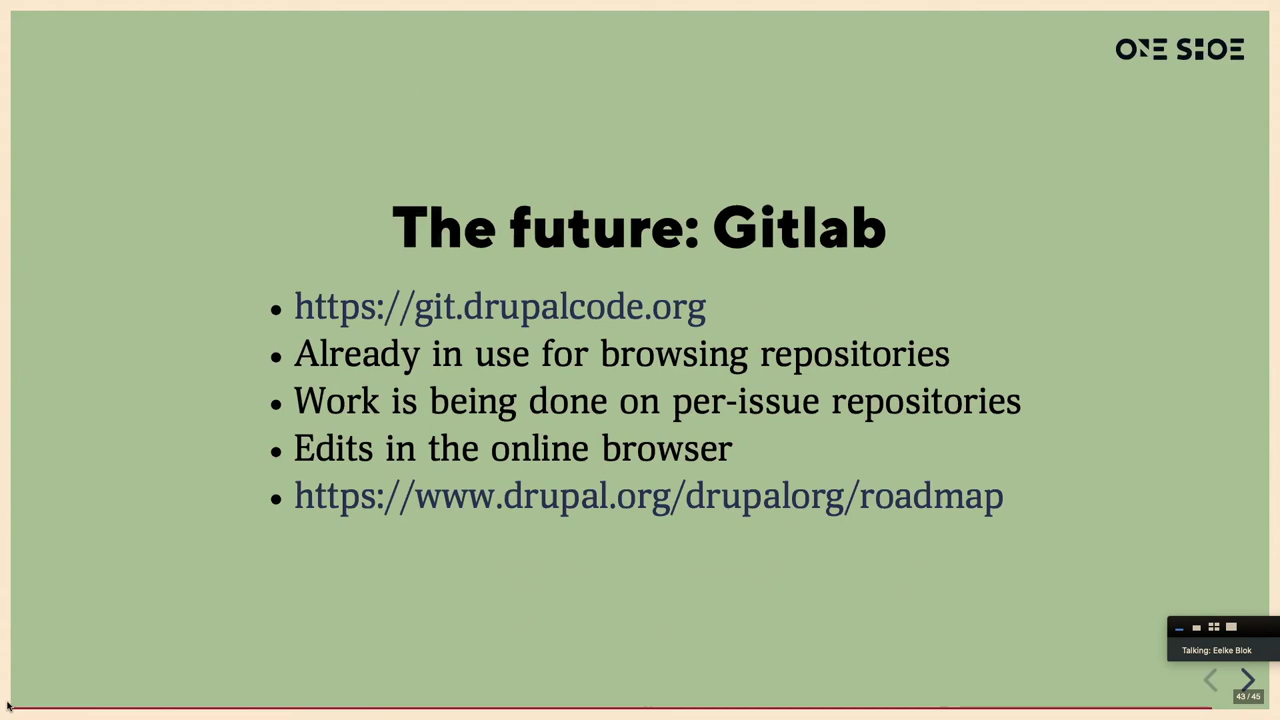 ONE SHOE
The future: Gitlab
• https://git.drupalcode.org
• Already in use for browsing repositories
• Work is being done on per-issue repositories
• Edits in the online browser
• https://www.drupal.org/drupalorg/roadmap
Talking: Eelke Blok
43 / 45